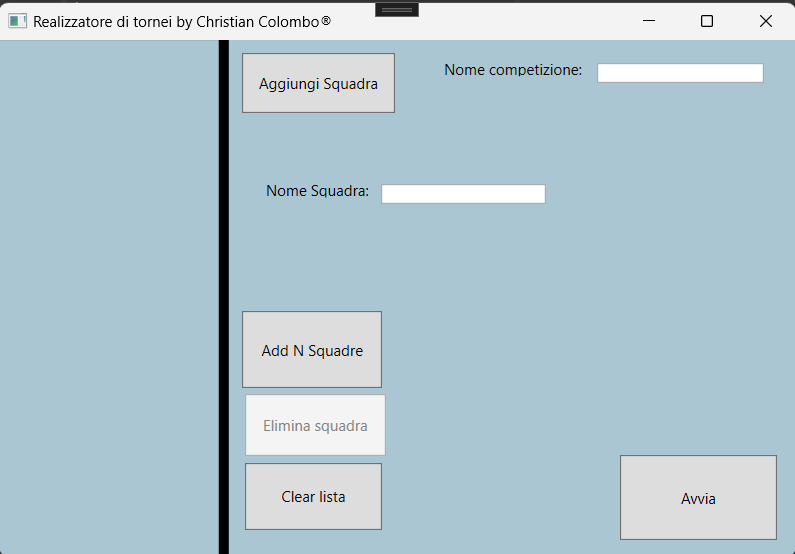 Realizzatore di tornei by Christian Colombo®
Aggiungi Squadra
Nome competizione:
Nome Squadra:
Add N Squadre
Elimina squadra
Clear lista
Avvia